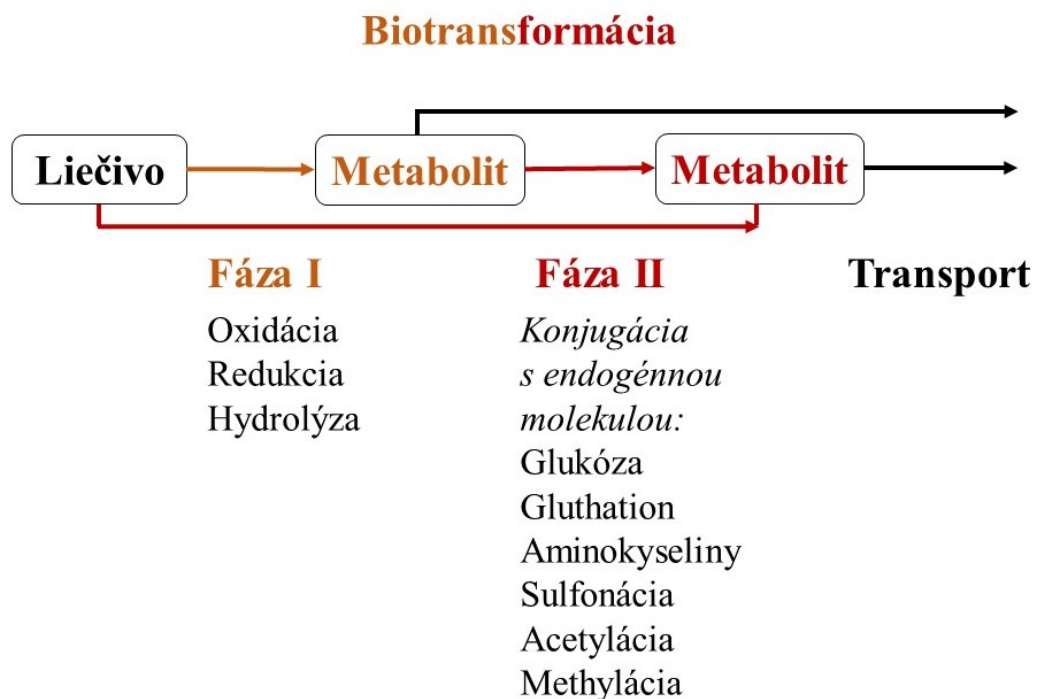 Biotransformácia
Liečivo
Metabolit
Metabolit
Fáza I
Fáza II
Transport
Oxidácia
Redukcia
Hydrolýza
Konjugácia
s endogénnou
molekulou:
Glukóza
Gluthation
Aminokyseliny
Sulfonácia
Acetylácia
Methylácia